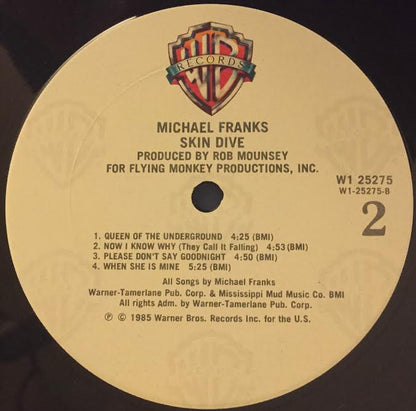 WB
RECORDS
MICHAEL FRANKS
SKIN DIVE
PRODUCED BY ROB MOUNSEY
FOR FLYING MONKEY PRODUCTIONS, INC.
W1 25275
W1-25275-B
2
1. QUEEN OF THE UNDERGROUND 4:25 (BMI)
2. NOW I KNOW WHY (They Call It Falling) 4:53 (BMI)
3. PLEASE DON'T SAY GOODNIGHT 4:50 (BMI)
4. WHEN SHE IS MINE 5:25 (BMI)
All Songs by Michael Franks
Warner-Tamerlane Pub. Corp. & Mississippi Mud Music Co. BMI
All rights Adm. by Warner-Tamerlane Pub. Corp.
℗ © 1985 Warner Bros. Records Inc. for the U.S.